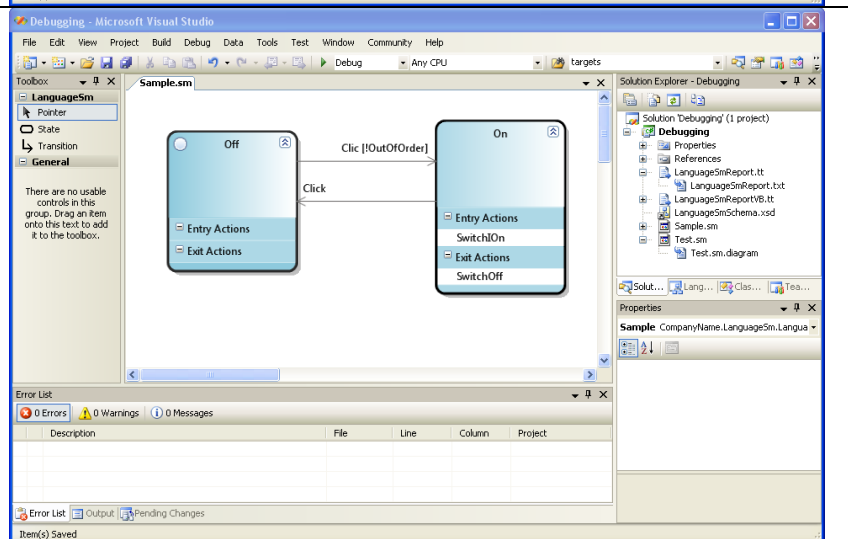 Debugging - Microsoft Visual Studio
File Edit View Project Build Debug Data Tools Test Window Community Help
Debug Any CPU targets
Toolbox
LanguageSm
Pointer
State
Transition
General
There are no usable
controls in this
group. Drag an item
onto this text to add
it to the toolbox.
Sample.sm
Off
Entry Actions
Exit Actions
Clic [!OutOfOrder]
Click
On
Entry Actions
SwitchIOn
Exit Actions
SwitchOff
Solution Explorer - Debugging
Solution 'Debugging' (1 project)
Debugging
Properties
References
LanguageSmReport.tt
LanguageSmReport.txt
LanguageSmReportVB.tt
LanguageSmSchema.xsd
Sample.sm
Test.sm
Test.sm.diagram
Solut... Lang... Clas... Tea...
Properties
Sample CompanyName.LanguageSm.Langua
Error List
0 Errors 0 Warnings 0 Messages
Description File Line Column Project
Error List Output Pending Changes
Item(s) Saved